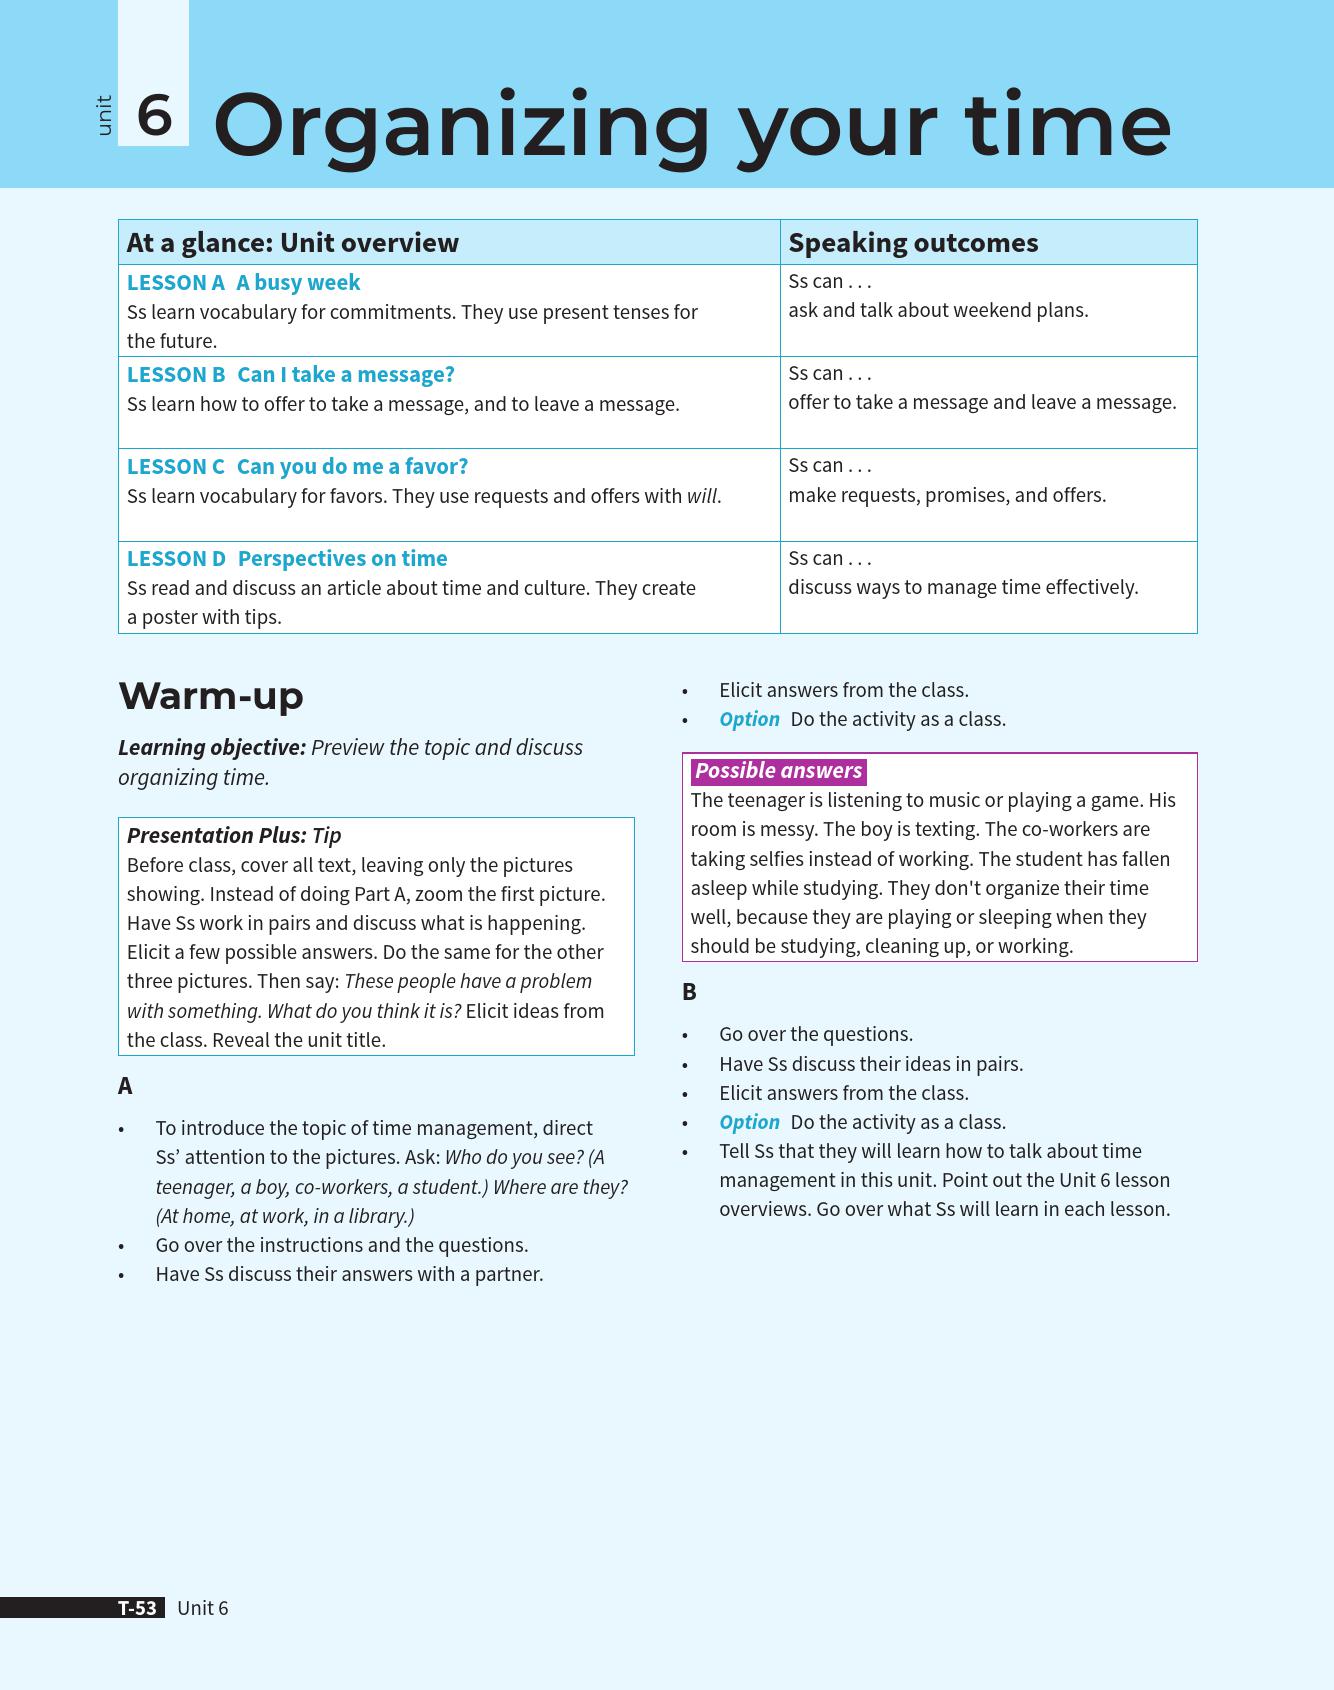 unit
6 Organizing your time
At a glance: Unit overview
Speaking outcomes
LESSON A A busy week
Ss learn vocabulary for commitments. They use present tenses for
the future.
Ss can . . .
ask and talk about weekend plans.
LESSON B Can I take a message?
Ss learn how to offer to take a message, and to leave a message.
Ss can . . .
offer to take a message and leave a message.
LESSON C Can you do me a favor?
Ss learn vocabulary for favors. They use requests and offers with will.
Ss can . . .
make requests, promises, and offers.
LESSON D Perspectives on time
Ss read and discuss an article about time and culture. They create
a poster with tips.
Ss can . . .
discuss ways to manage time effectively.
Warm-up
Learning objective: Preview the topic and discuss
organizing time.
Presentation Plus: Tip
Before class, cover all text, leaving only the pictures
showing. Instead of doing Part A, zoom the first picture.
Have Ss work in pairs and discuss what is happening.
Elicit a few possible answers. Do the same for the other
three pictures. Then say: These people have a problem
with something. What do you think it is? Elicit ideas from
the class. Reveal the unit title.
A
• To introduce the topic of time management, direct
Ss’ attention to the pictures. Ask: Who do you see? (A
teenager, a boy, co-workers, a student.) Where are they?
(At home, at work, in a library.)
• Go over the instructions and the questions.
• Have Ss discuss their answers with a partner.
• Elicit answers from the class.
• Option Do the activity as a class.
Possible answers
The teenager is listening to music or playing a game. His
room is messy. The boy is texting. The co-workers are
taking selfies instead of working. The student has fallen
asleep while studying. They don't organize their time
well, because they are playing or sleeping when they
should be studying, cleaning up, or working.
B
• Go over the questions.
• Have Ss discuss their ideas in pairs.
• Elicit answers from the class.
• Option Do the activity as a class.
• Tell Ss that they will learn how to talk about time
management in this unit. Point out the Unit 6 lesson
overviews. Go over what Ss will learn in each lesson.
T-53 Unit 6